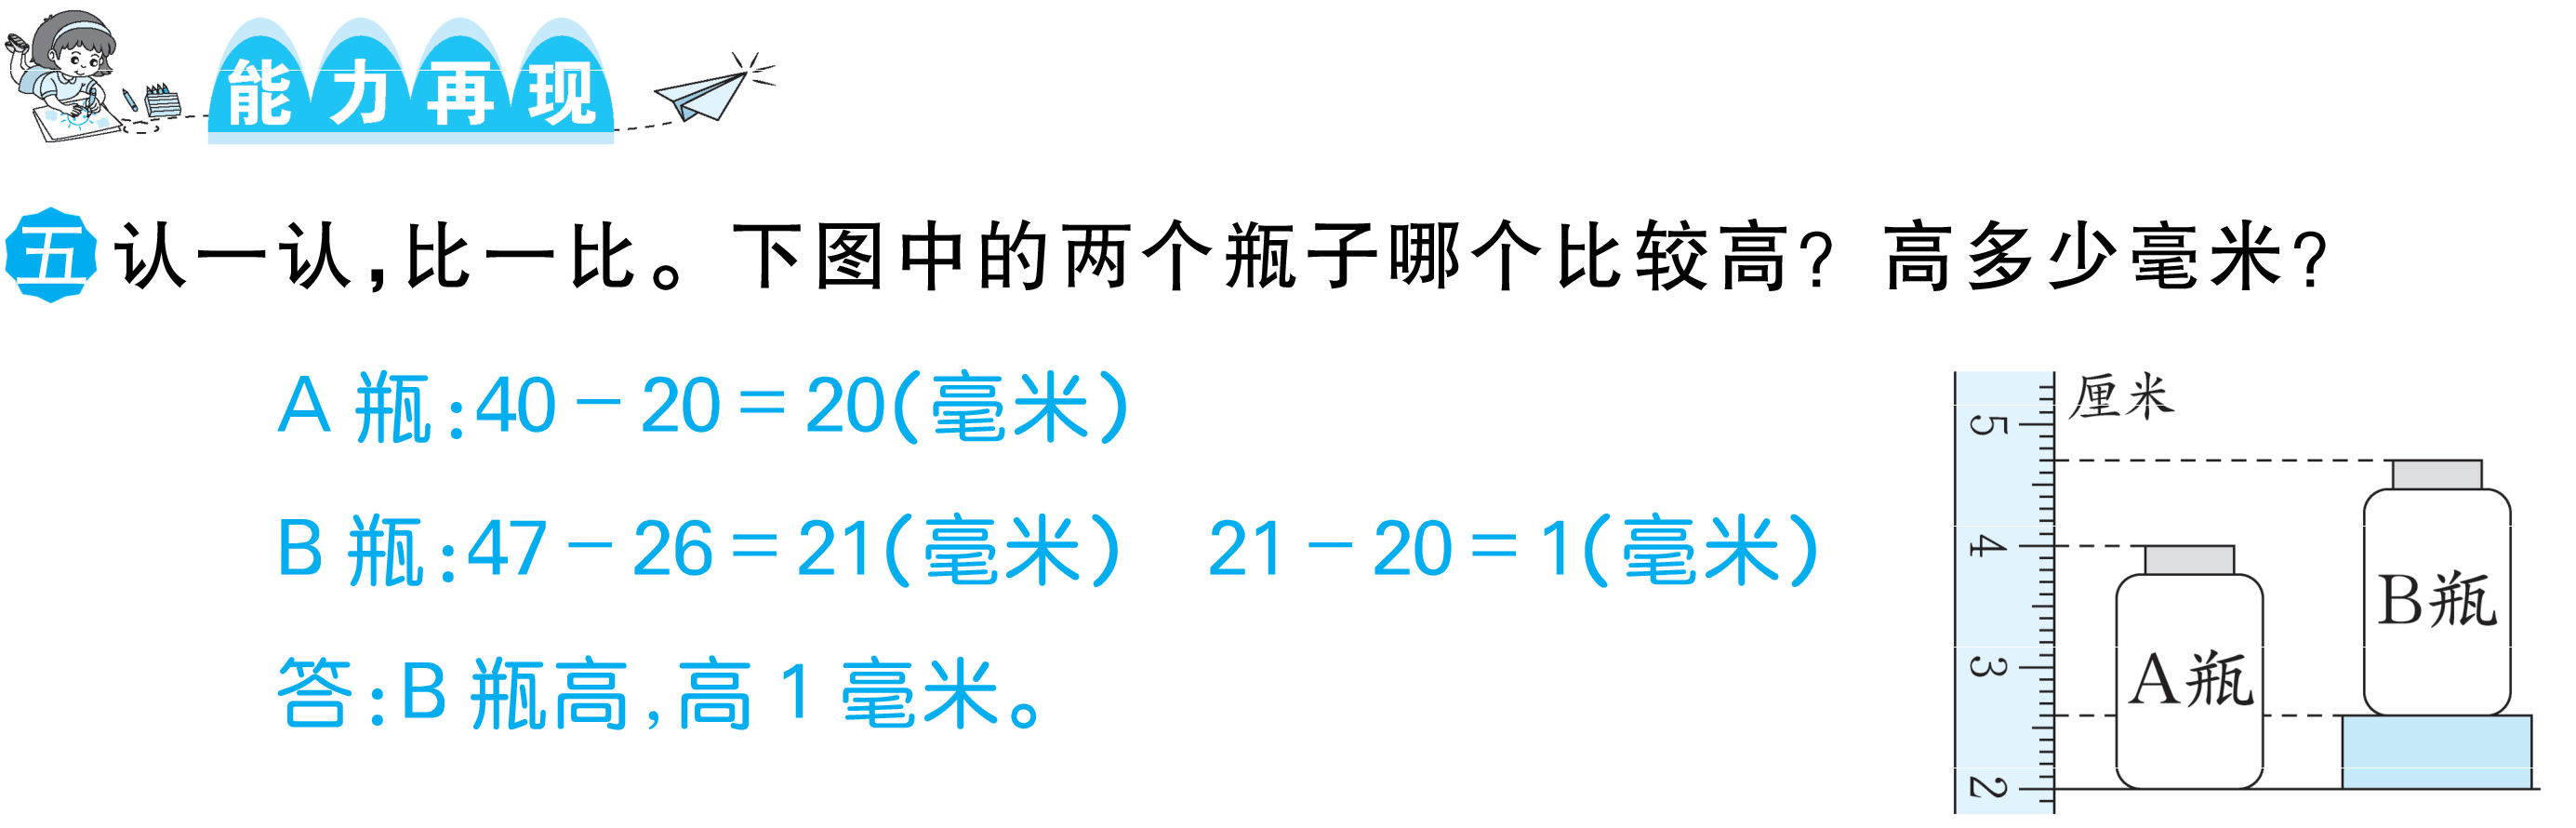 能力再现
五 认一认,比一比。下图中的两个瓶子哪个比较高? 高多少毫米?
A 瓶:40－20＝20(毫米)
B 瓶:47－26＝21(毫米) 21－20＝1(毫米)
答:B 瓶高,高 1 毫米。
厘米
5
4
3
2
A瓶
B瓶